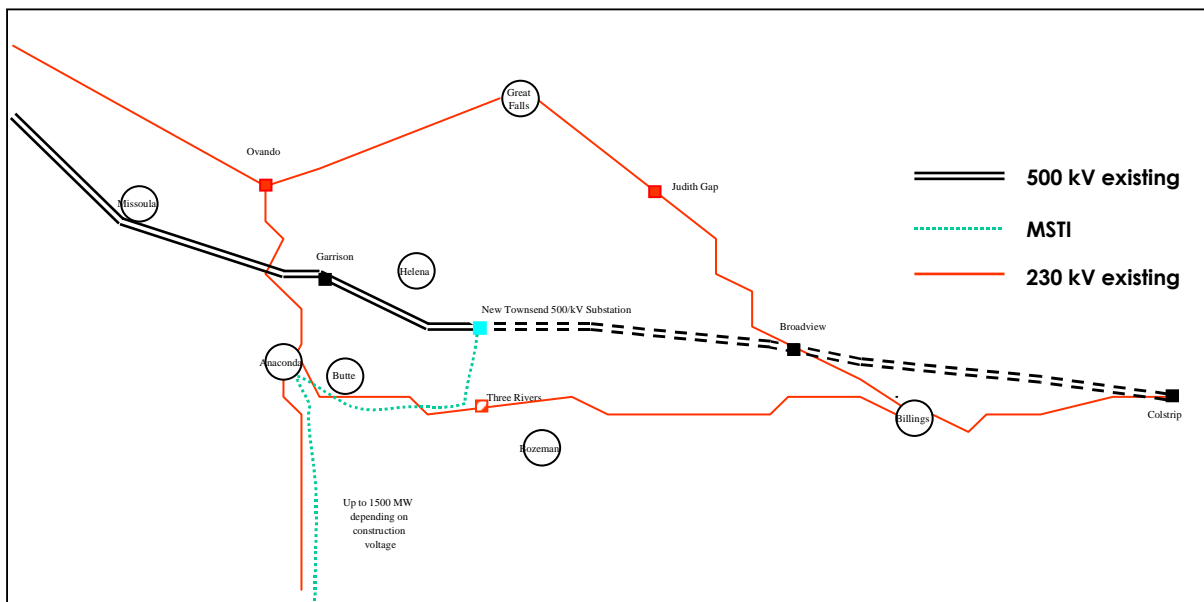 Great
Falls
Ovando
Judith Gap
500 kV existing
Missoula
MSTI
Garrison
Helena
230 kV existing
New Townsend 500/kV Substation
Broadview
Anaconda
Butte
Three Rivers
Billings
Colstrip
Bozeman
Up to 1500 MW
depending on
construction
voltage